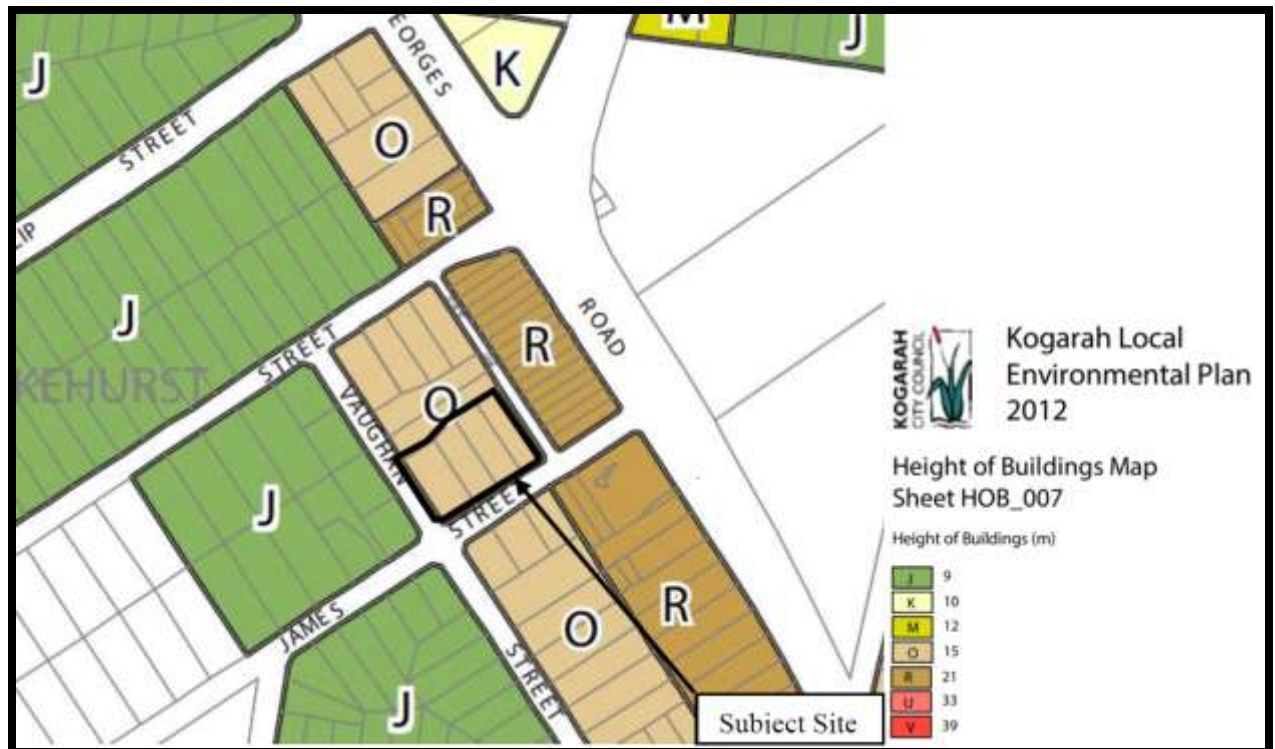 J
EORGES
K
M
J
STREET
O
R
LIP
J
STREET
ROAD
R
KEHURST
VAUGHAN
O
J
STREET
JAMES
O
R
STREET
J
Subject Site
KOGARAH
CITY COUNCIL
Kogarah Local
Environmental Plan
2012
Height of Buildings Map
Sheet HOB_007
Height of Buildings (m)
J 9
K 10
M 12
O 15
R 21
U 33
V 39